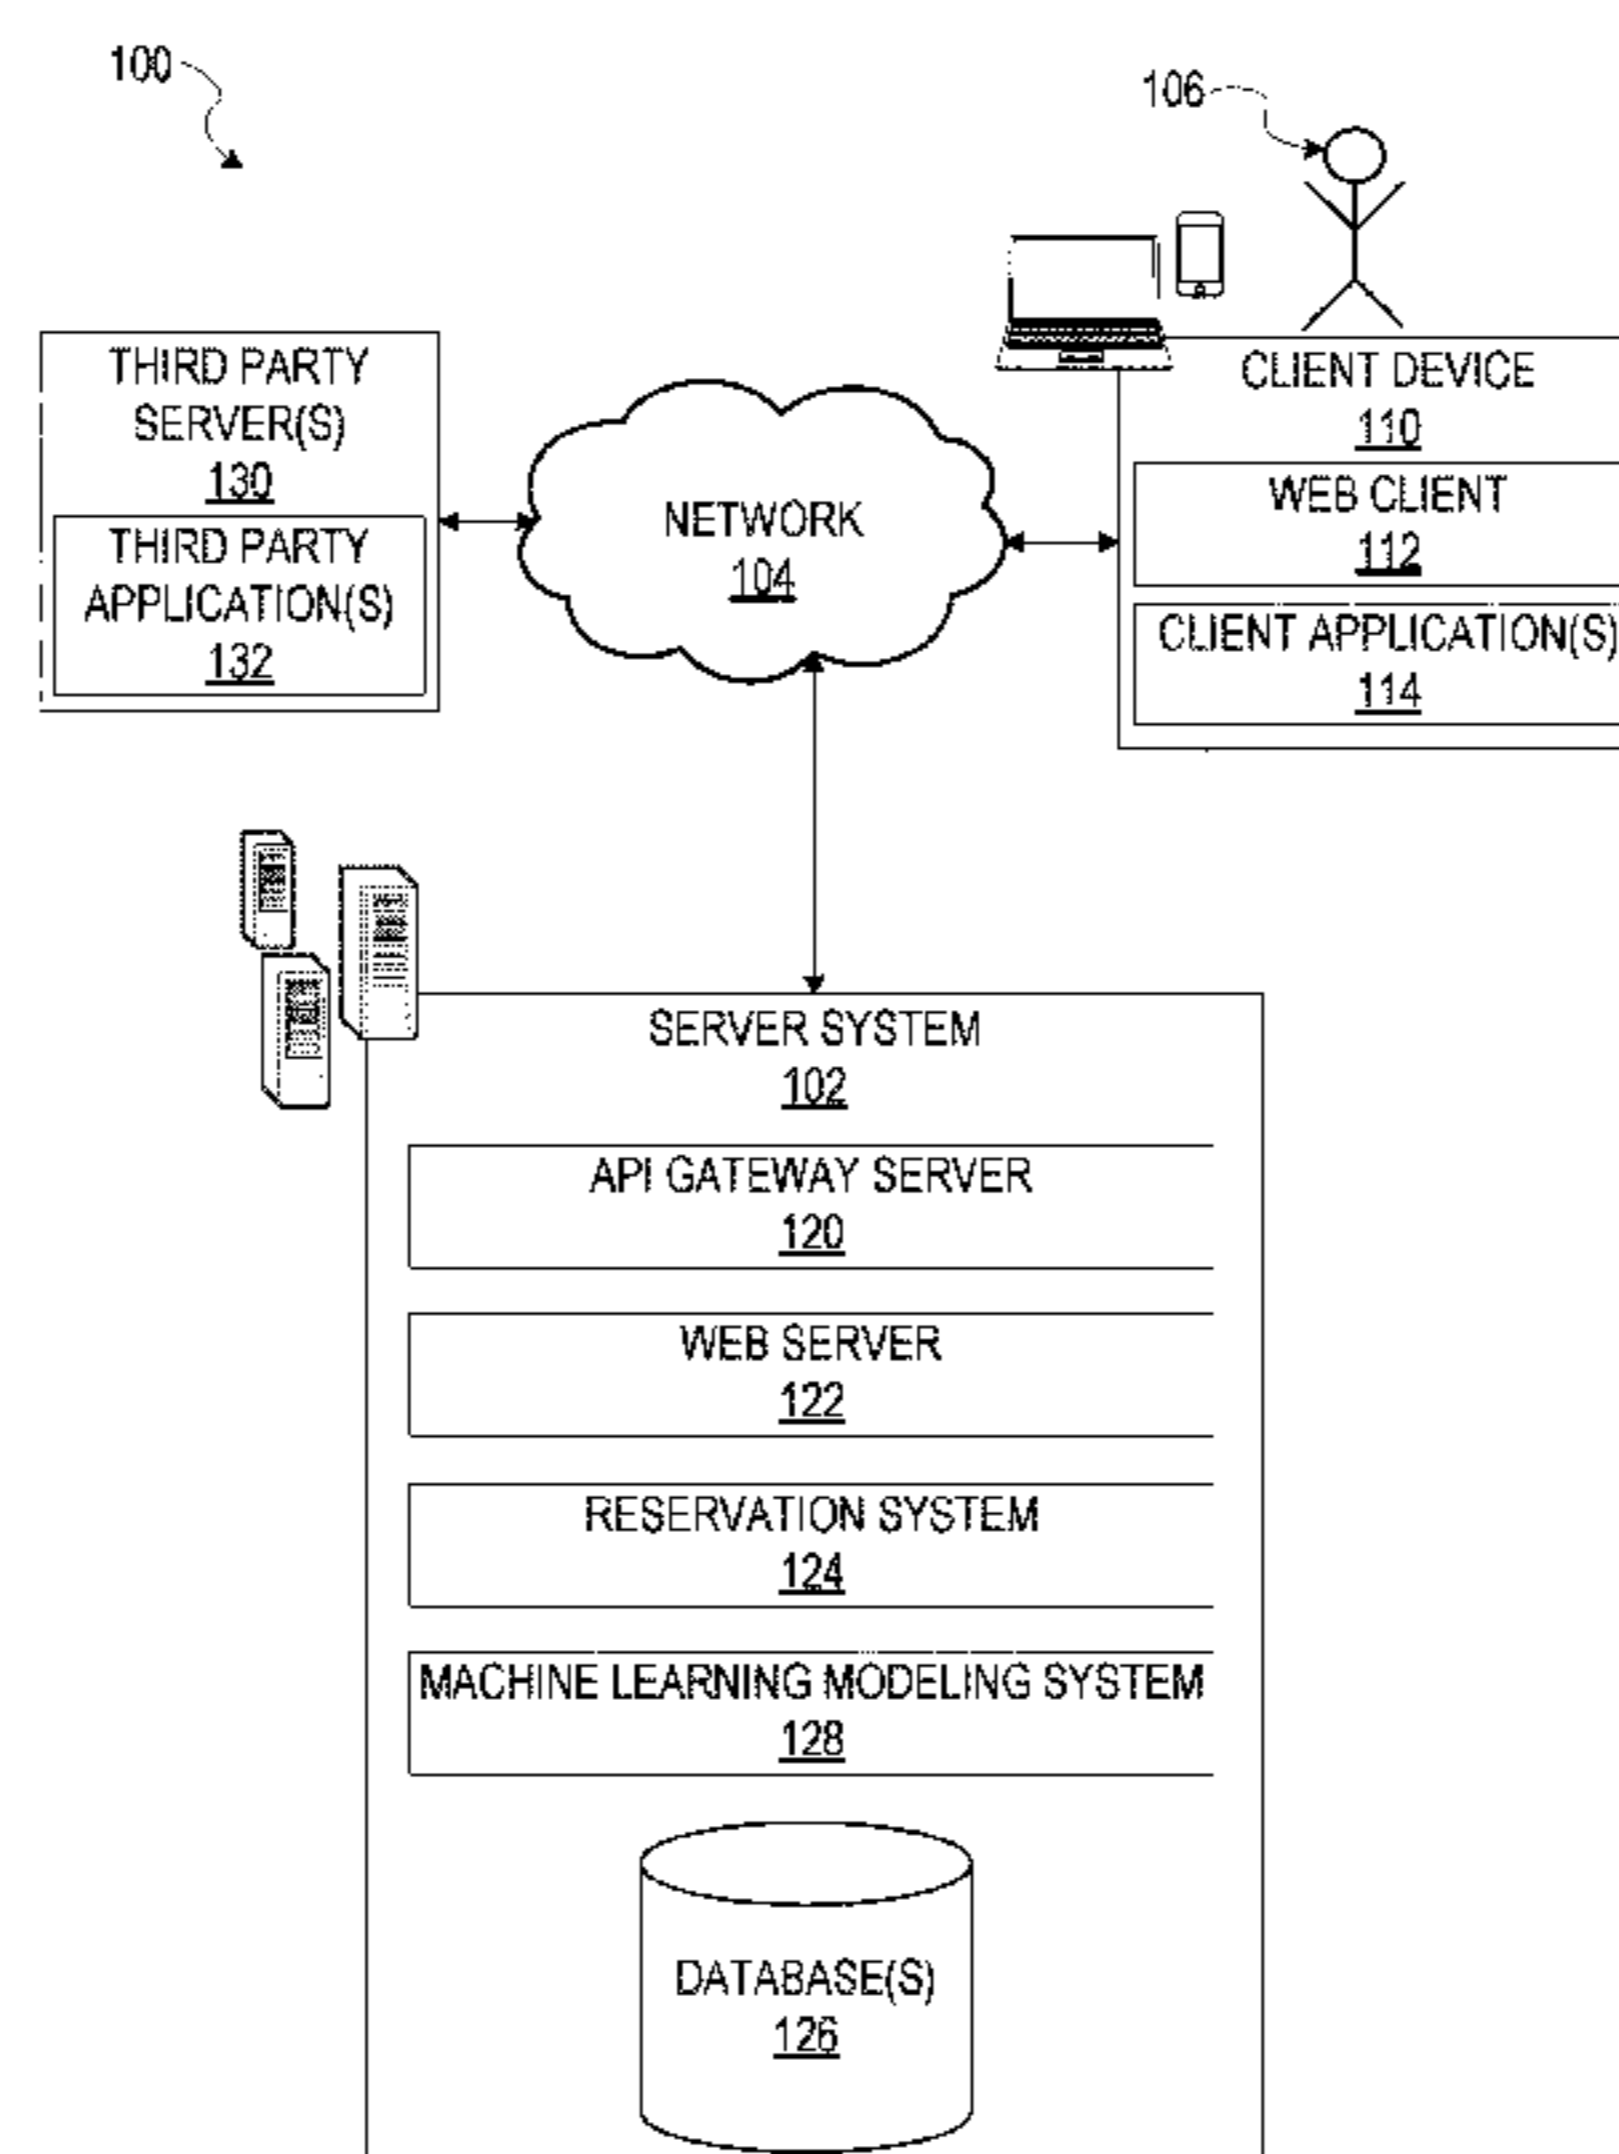 100
106
THIRD PARTY
SERVER(S)
130
THIRD PARTY
APPLICATION(S)
132
NETWORK
104
CLIENT DEVICE
110
WEB CLIENT
112
CLIENT APPLICATION(S)
114
SERVER SYSTEM
102
API GATEWAY SERVER
120
WEB SERVER
122
RESERVATION SYSTEM
124
MACHINE LEARNING MODELING SYSTEM
128
DATABASE(S)
126